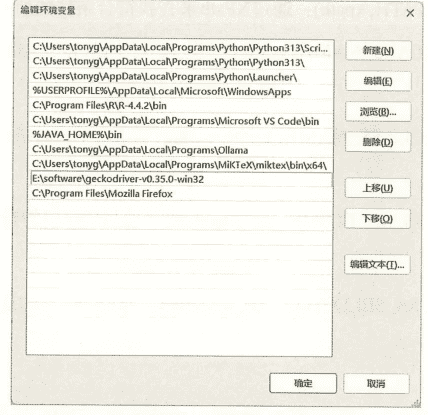 编辑环境变量
C:\Users\tonyg\AppData\Local\Programs\Python\Python313\Scri...
C:\Users\tonyg\AppData\Local\Programs\Python\Python313\
C:\Users\tonyg\AppData\Local\Programs\Python\Launcher\
%USERPROFILE%\AppData\Local\Microsoft\WindowsApps
C:\Program Files\R\R-4.4.2\bin
C:\Users\tonyg\AppData\Local\Programs\Microsoft VS Code\bin
%JAVA_HOME%\bin
C:\Users\tonyg\AppData\Local\Programs\Ollama
C:\Users\tonyg\AppData\Local\Programs\MiKTeX\miktex\bin\x64\
E:\software\geckodriver-v0.35.0-win32
C:\Program Files\Mozilla Firefox
新建(N)
编辑(E)
浏览(B)...
删除(D)
上移(U)
下移(O)
编辑文本(T)...
确定
取消